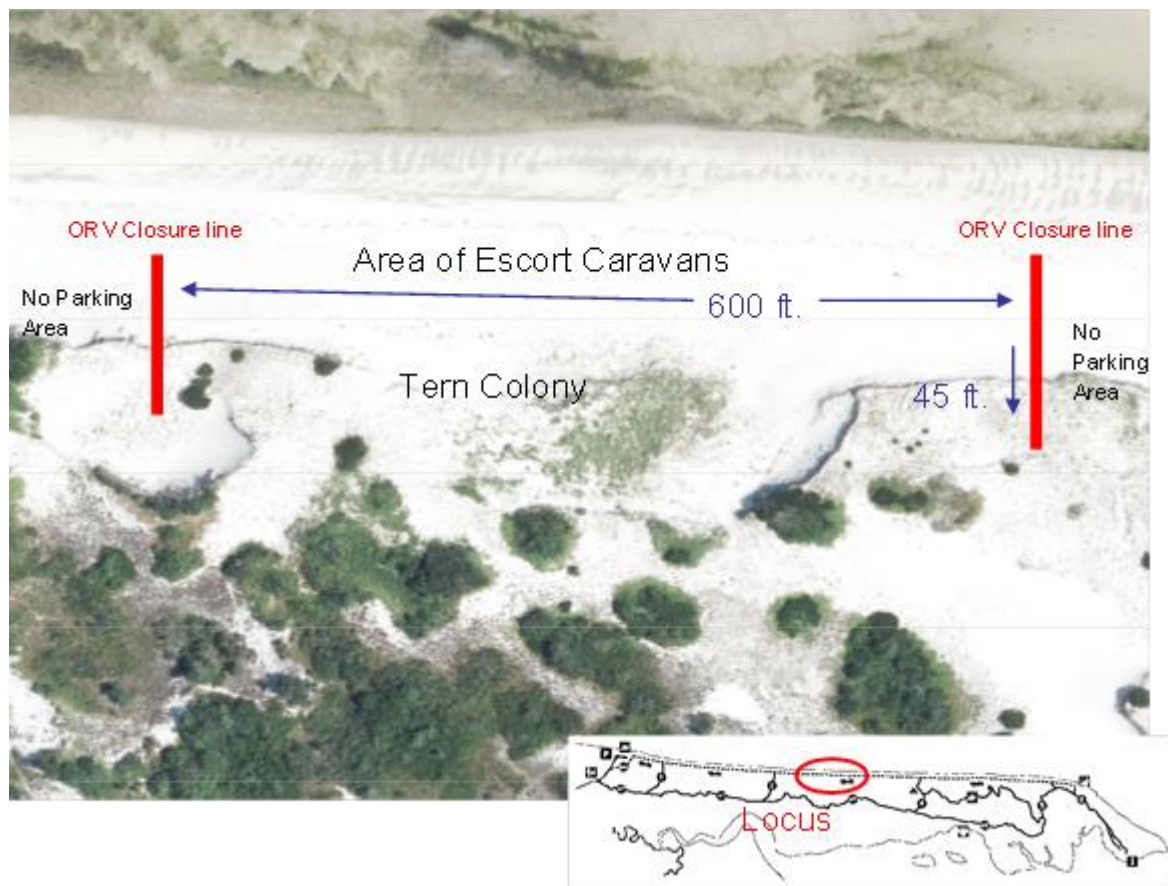 ORV Closure line
ORV Closure line
Area of Escort Caravans
No Parking
Area
600 ft.
No
Parking
Area
Tern Colony
45 ft.
Locus